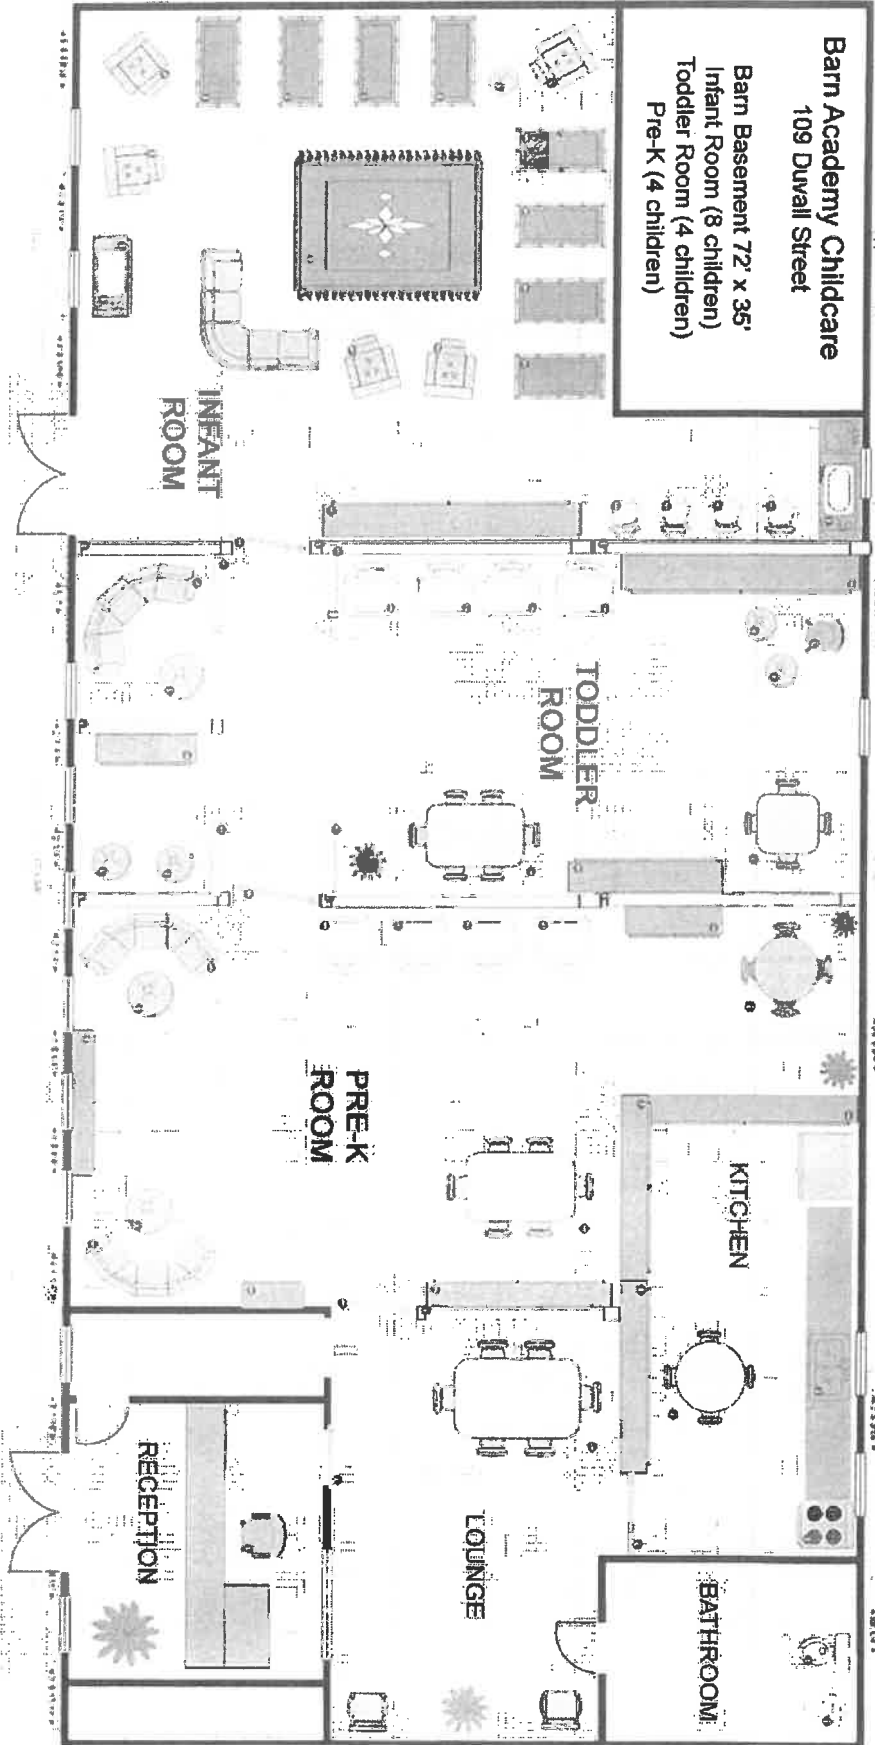 Barn Academy Childcare
109 Duvall Street
Barn Basement 72' x 35'
Infant Room (8 children)
Toddler Room (4 children)
Pre-K (4 children)
INFANT
ROOM
TODDLER
ROOM
PRE-K
ROOM
KITCHEN
RECEPTION
LOUNGE
BATHROOM